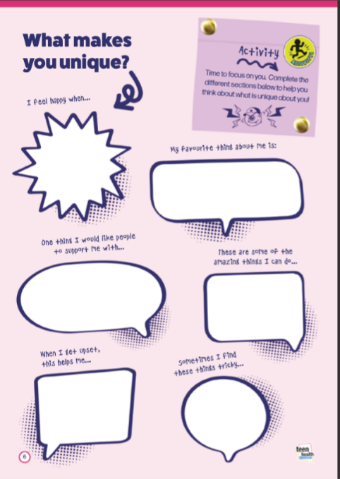 What makes
you unique?
Activity
Time to focus on you. Complete the
different sections below to help you
think about what is unique about you!
I feel happy when...
My favourite thing about me is:
One thing I would like people
to support me with...
These are some of the
amazing things I can do...
When I get upset,
this helps me...
Sometimes I find
these things tricky...
6
teen
health